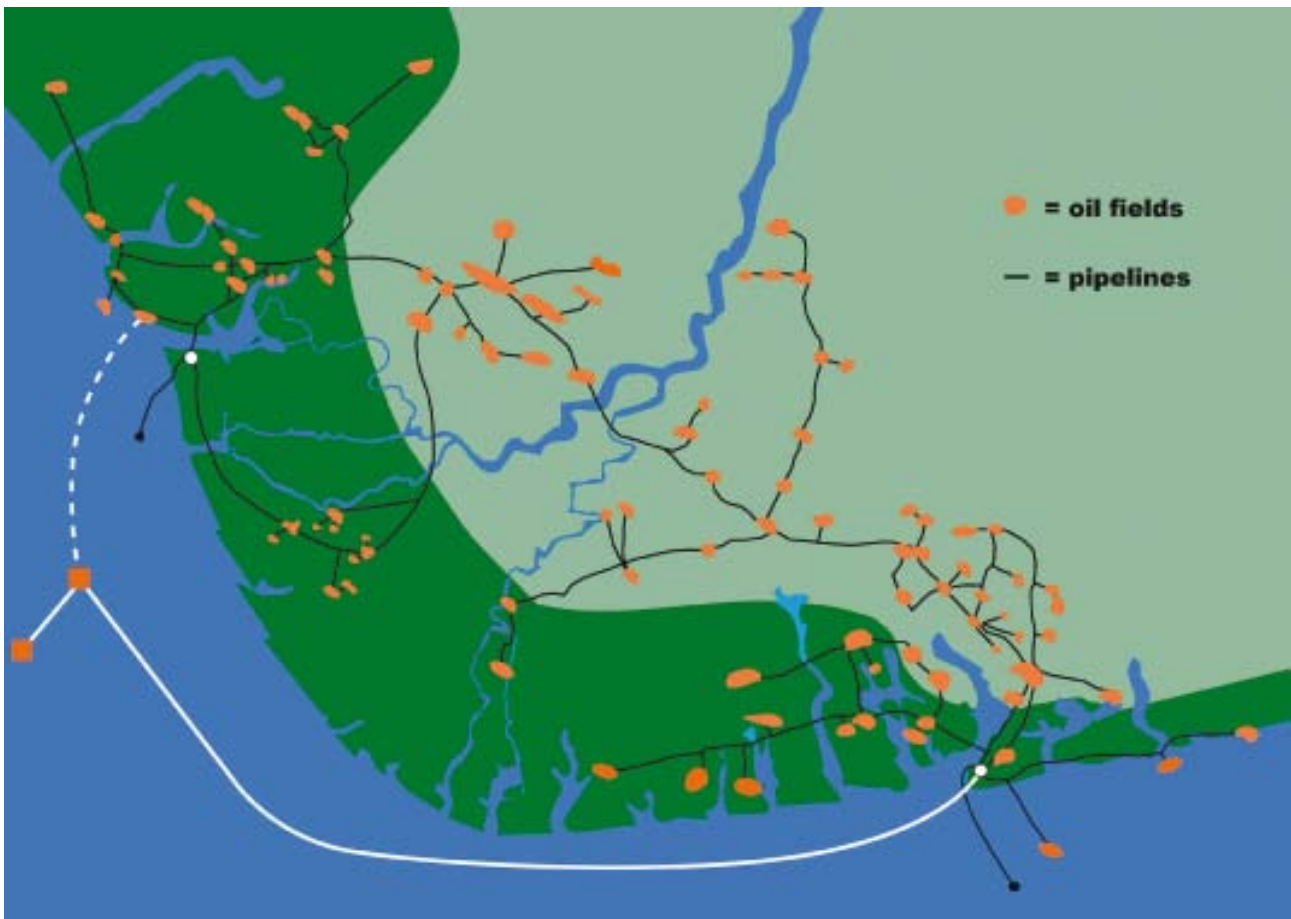 = oil fields
= pipelines